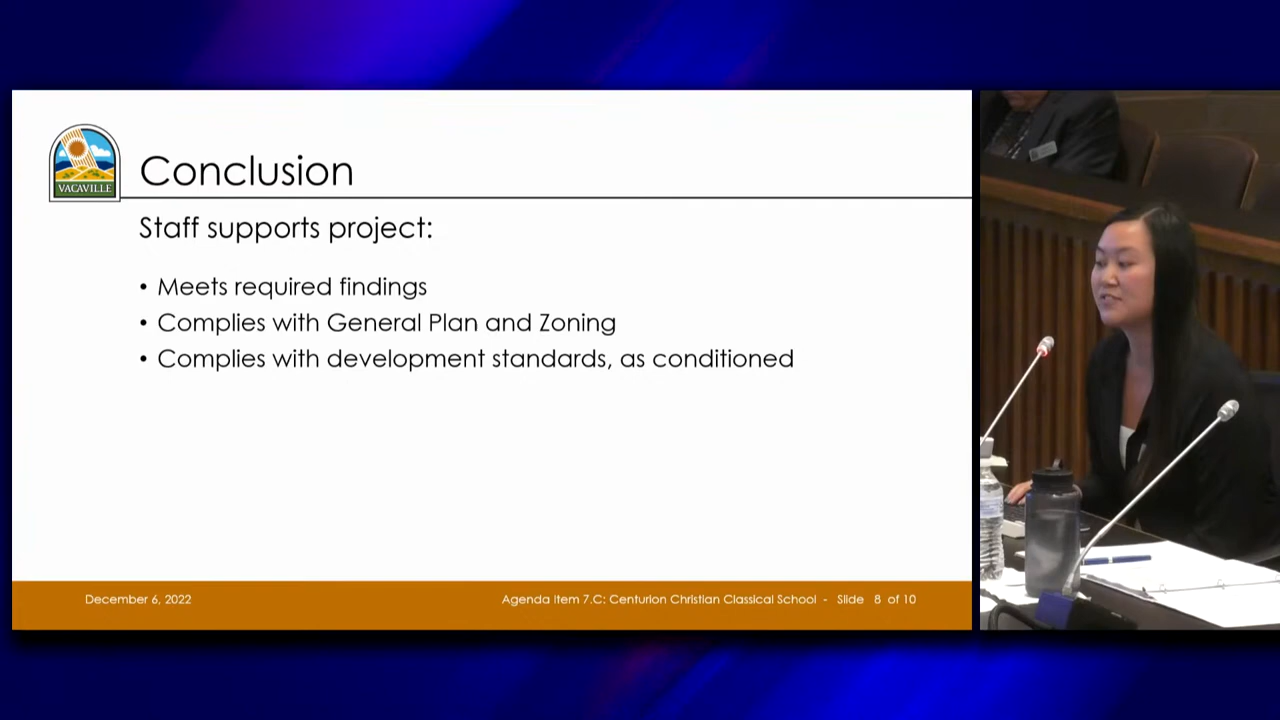 VACAVILLE
Conclusion
Staff supports project:
• Meets required findings
• Complies with General Plan and Zoning
• Complies with development standards, as conditioned
December 6, 2022
Agenda Item 7.C: Centurion Christian Classical School - Slide 8 of 10